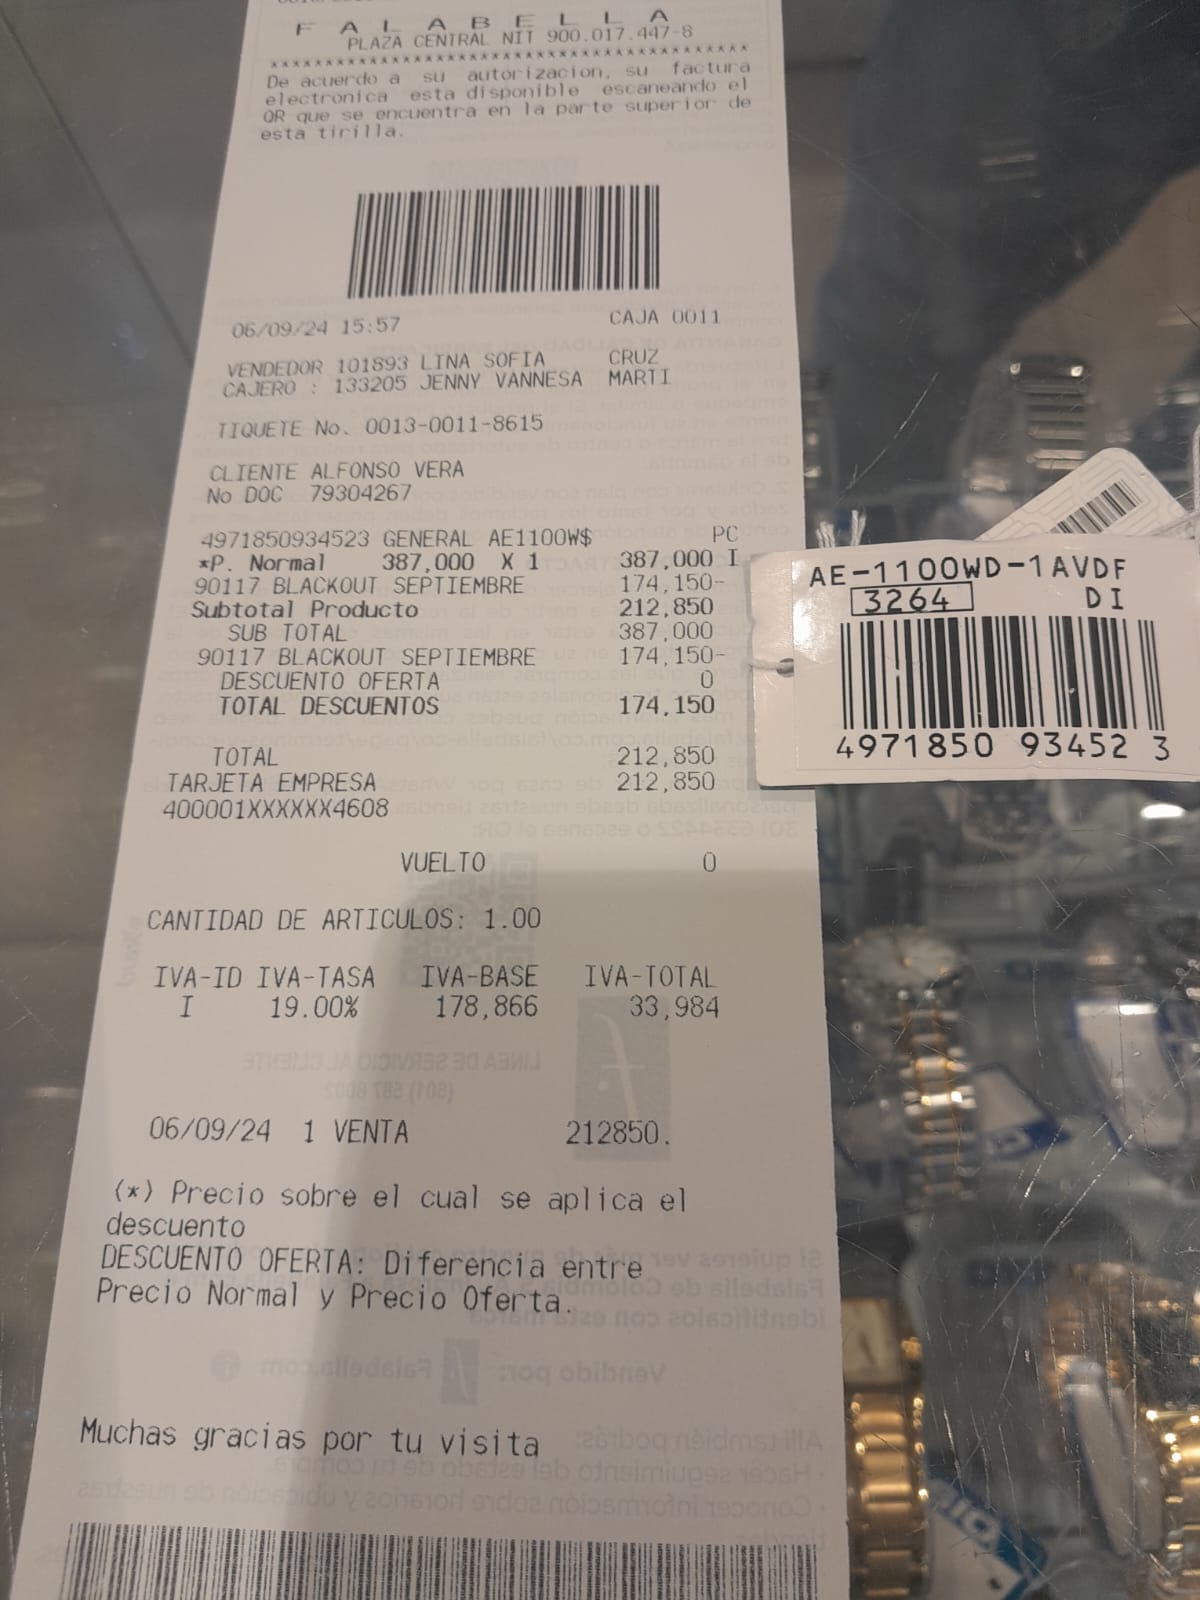 F A L A B E L L A
PLAZA CENTRAL NIT 900.017.447-8
****************************************
De acuerdo a su autorizacion, su factura
electronica esta disponible escaneando el
QR que se encuentra en la parte superior de
esta tirilla.
06/09/24 15:57 CAJA 0011
VENDEDOR 101893 LINA SOFIA CRUZ
CAJERO : 133205 JENNY VANNESA MARTI
TIQUETE No. 0013-0011-8615
CLIENTE ALFONSO VERA
No DOC 79304267
4971850934523 GENERAL AE1100W$ PC
*P. Normal 387,000 X 1 387,000 I
90117 BLACKOUT SEPTIEMBRE 174,150-
Subtotal Producto 212,850
SUB TOTAL 387,000
90117 BLACKOUT SEPTIEMBRE 174,150-
DESCUENTO OFERTA 0
TOTAL DESCUENTOS 174,150
TOTAL 212,850
TARJETA EMPRESA 212,850
400001XXXXXX4608
VUELTO 0
CANTIDAD DE ARTICULOS: 1.00
IVA-ID IVA-TASA IVA-BASE IVA-TOTAL
I 19.00% 178,866 33,984
06/09/24 1 VENTA 212850.
(*) Precio sobre el cual se aplica el
descuento
DESCUENTO OFERTA: Diferencia entre
Precio Normal y Precio Oferta.
Muchas gracias por tu visita
AE-1100WD-1AVDF
3264 DI
4971850 93452 3